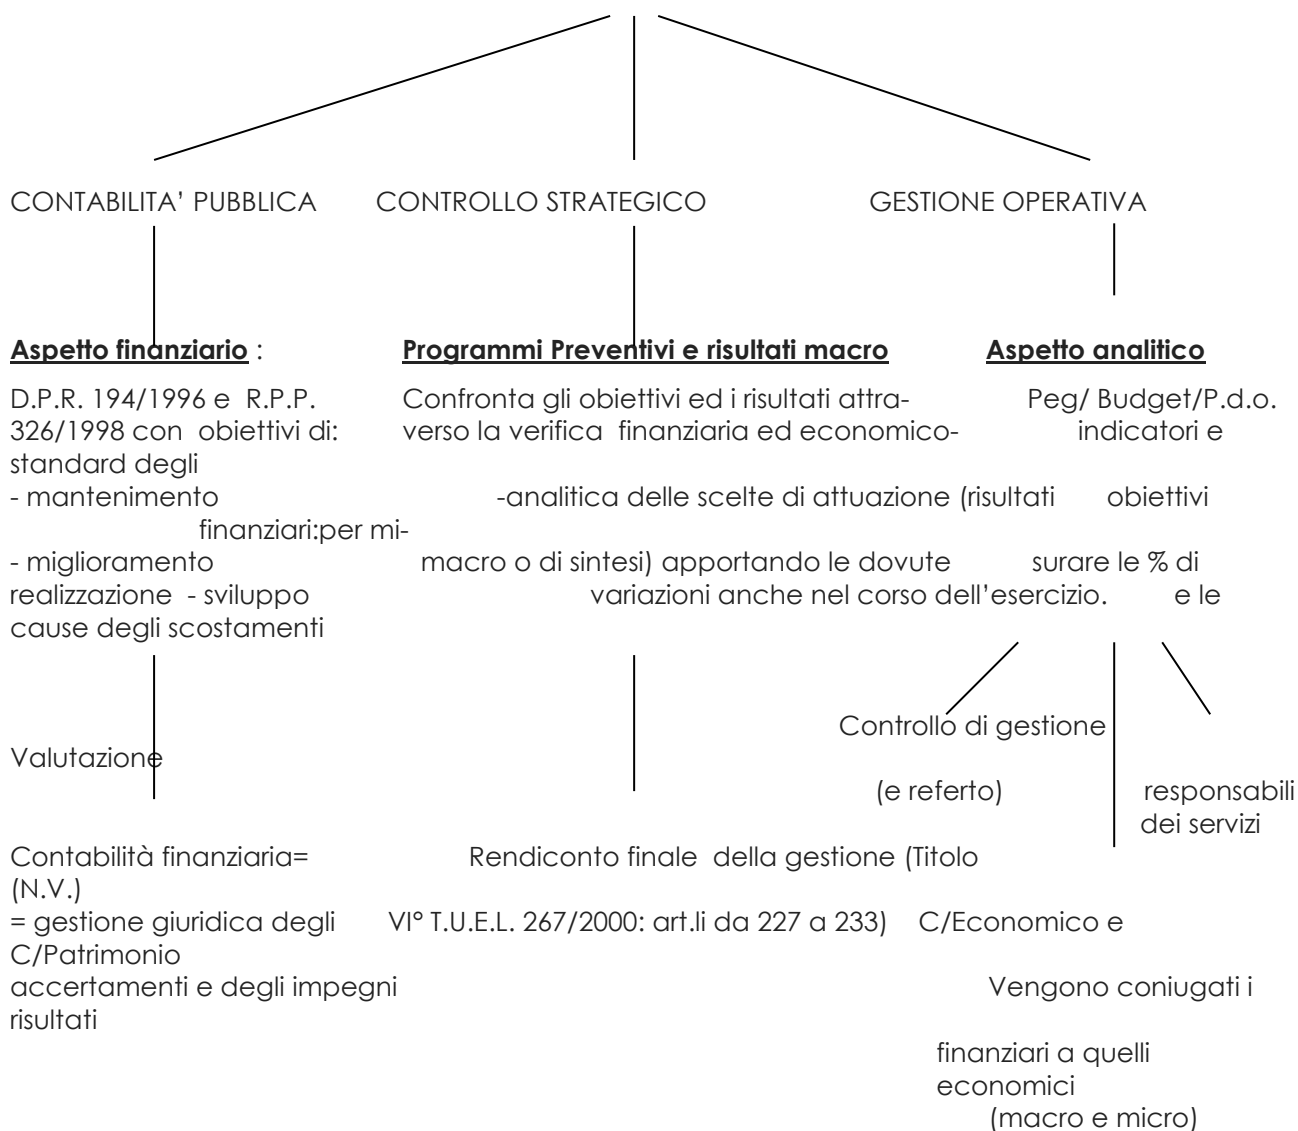 CONTABILITA’ PUBBLICA CONTROLLO STRATEGICO GESTIONE OPERATIVA
Aspetto finanziario : Programmi Preventivi e risultati macro Aspetto analitico
D.P.R. 194/1996 e R.P.P. Confronta gli obiettivi ed i risultati attra- Peg/ Budget/P.d.o.
326/1998 con obiettivi di: verso la verifica finanziaria ed economico- indicatori e
standard degli
- mantenimento -analitica delle scelte di attuazione (risultati obiettivi
finanziari:per mi-
- miglioramento macro o di sintesi) apportando le dovute surare le % di
realizzazione - sviluppo variazioni anche nel corso dell’esercizio. e le
cause degli scostamenti
Controllo di gestione
Valutazione
(e referto) responsabili
dei servizi
Contabilità finanziaria= Rendiconto finale della gestione (Titolo
(N.V.)
= gestione giuridica degli VI° T.U.E.L. 267/2000: art.li da 227 a 233) C/Economico e
C/Patrimonio
accertamenti e degli impegni Vengono coniugati i
risultati
finanziari a quelli
economici
(macro e micro)